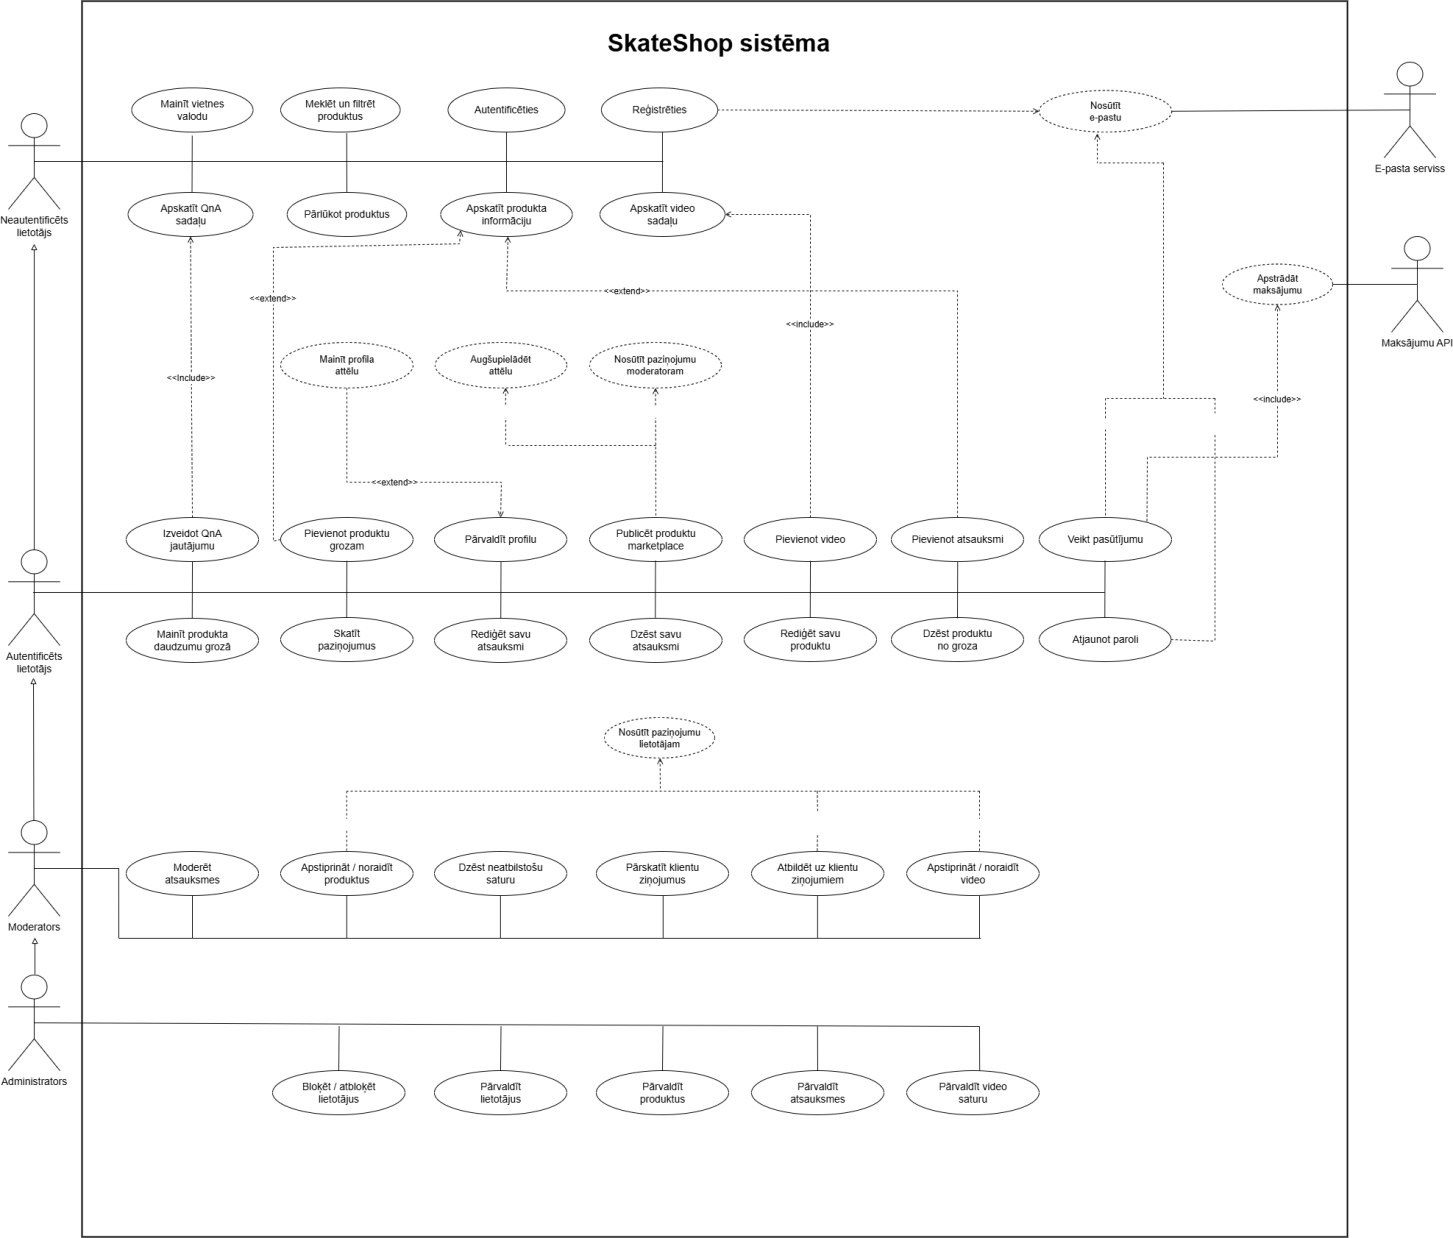 SkateShop sistēma
Mainīt vietnes
valodu
Meklēt un filtrēt
produktus
Autentificēties
Reģistrēties
Nosūtīt
e-pastu
E-pasta serviss
Neautentificēts
lietotājs
Apskatīt QnA
sadaļu
Pārlūkot produktus
Apskatīt produkta
informāciju
Apskatīt video
sadaļu
Apstrādāt
maksājumu
Maksājumu API
<<extend>>
<<extend>>
<<include>>
<<Include>>
Mainīt profila
attēlu
Augšupielādēt
attēlu
Nosūtīt paziņojumu
moderatoram
<<include>>
<<extend>>
Izveidot QnA
jautājumu
Pievienot produktu
grozam
Pārvaldīt profilu
Publicēt produktu
marketplace
Pievienot video
Pievienot atsauksmi
Veikt pasūtījumu
Autentificēts
lietotājs
Mainīt produkta
daudzumu grozā
Skatīt
paziņojumus
Rediģēt savu
atsauksmi
Dzēst savu
atsauksmi
Rediģēt savu
produktu
Dzēst produktu
no groza
Atjaunot paroli
Nosūtīt paziņojumu
lietotājam
Moderēt
atsauksmes
Apstiprināt / noraidīt
produktus
Dzēst neatbilstošu
saturu
Pārskatīt klientu
ziņojumus
Atbildēt uz klientu
ziņojumiem
Apstiprināt / noraidīt
video
Moderators
Administrators
Bloķēt / atbloķēt
lietotājus
Pārvaldīt
lietotājus
Pārvaldīt
produktus
Pārvaldīt
atsauksmes
Pārvaldīt video
saturu